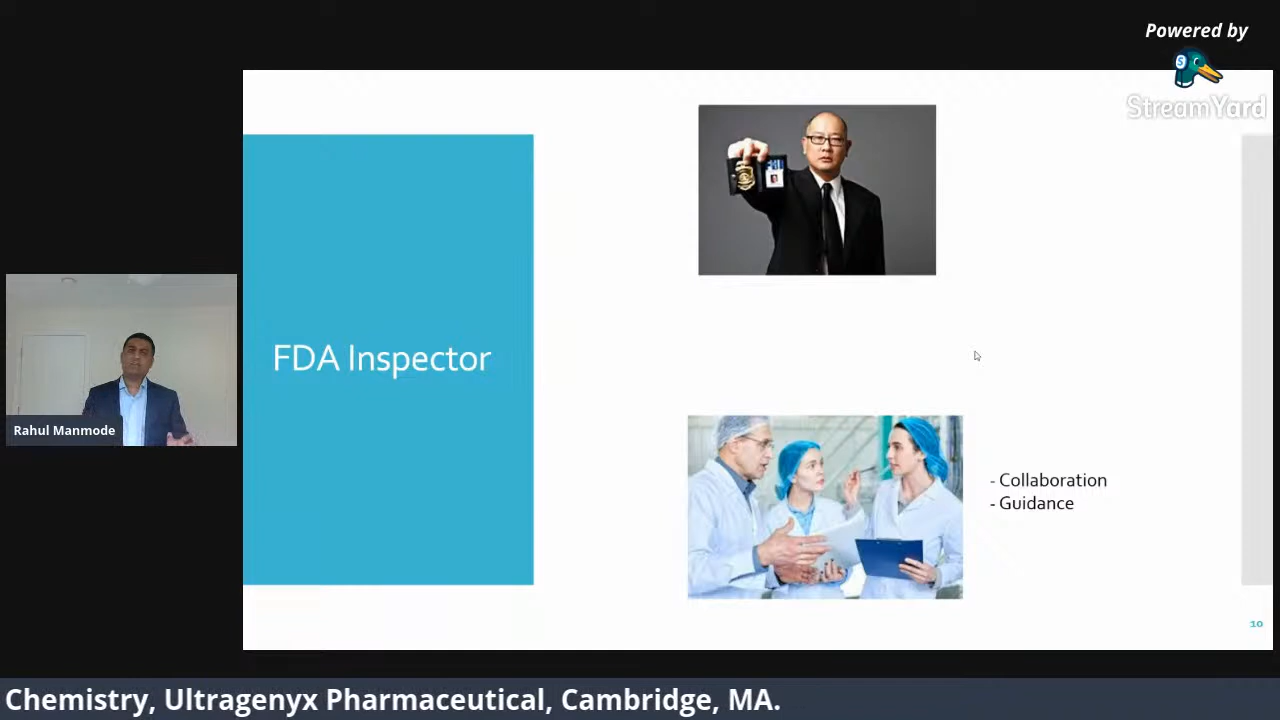 Powered by
StreamYard
FDA Inspector
Rahul Manmode
- Collaboration
- Guidance
10
Chemistry, Ultragenyx Pharmaceutical, Cambridge, MA.